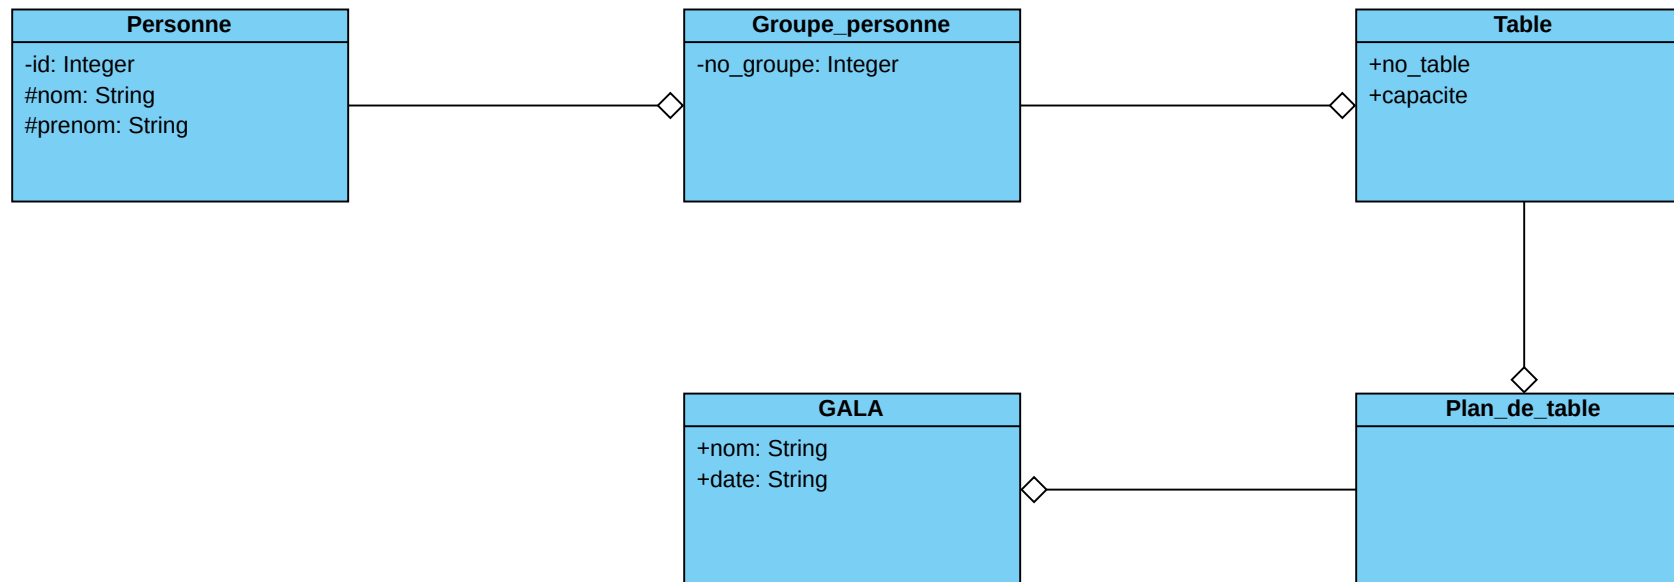 Personne
-id: Integer
#nom: String
#prenom: String
Groupe_personne
-no_groupe: Integer
Table
+no_table
+capacite
GALA
+nom: String
+date: String
Plan_de_table